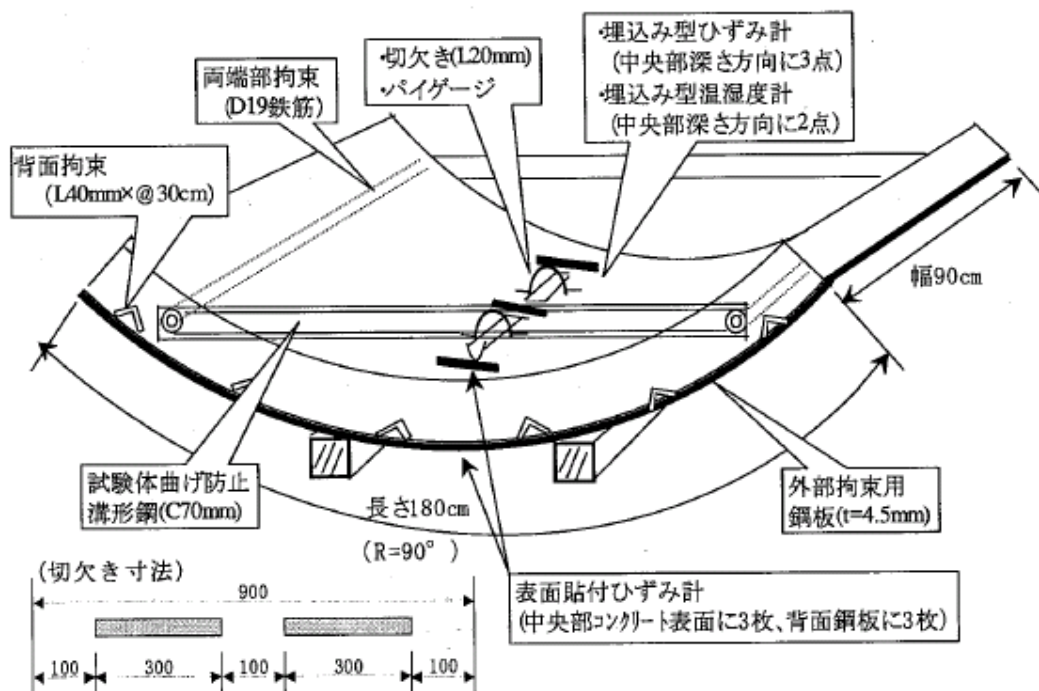 ・切欠き(L20mm)
・パイゲージ
・埋込み型ひずみ計
(中央部深さ方向に3点)
・埋込み型温湿度計
(中央部深さ方向に2点)
両端部拘束
(D19鉄筋)
背面拘束
(L40mm×@30cm)
幅90cm
試験体曲げ防止
溝形鋼(C70mm)
長さ180cm
(R=90°)
外部拘束用
鋼板(t=4.5mm)
表面貼付ひずみ計
(中央部コンクリート表面に3枚、背面鋼板に3枚)
(切欠き寸法)
900
100 300 100 300 100